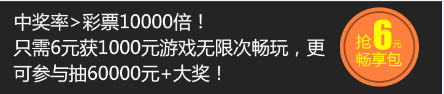 中奖率>彩票10000倍！
只需6元获1000元游戏无限次畅玩，更
可参与抽60000元+大奖！
抢6元
畅享包